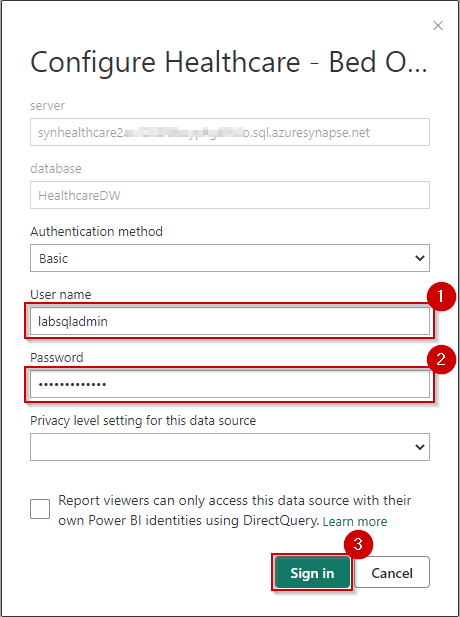 ×
Configure Healthcare - Bed O...
server
synhealthcare2 o.sql.azuresynapse.net
database
HealthcareDW
Authentication method
Basic
User name
1
labsqladmin
Password
2
•••••••••••••
Privacy level setting for this data source
Report viewers can only access this data source with their
own Power BI identities using DirectQuery. Learn more
3
Sign in
Cancel